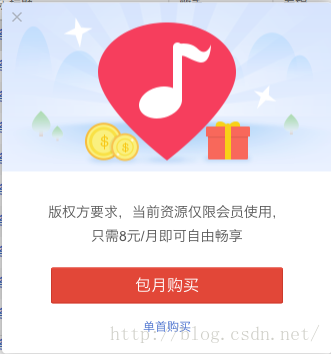 版权方要求，当前资源仅限会员使用，
只需8元/月即可自由畅享
包月购买
单首购买
http://blog.csdn.net/